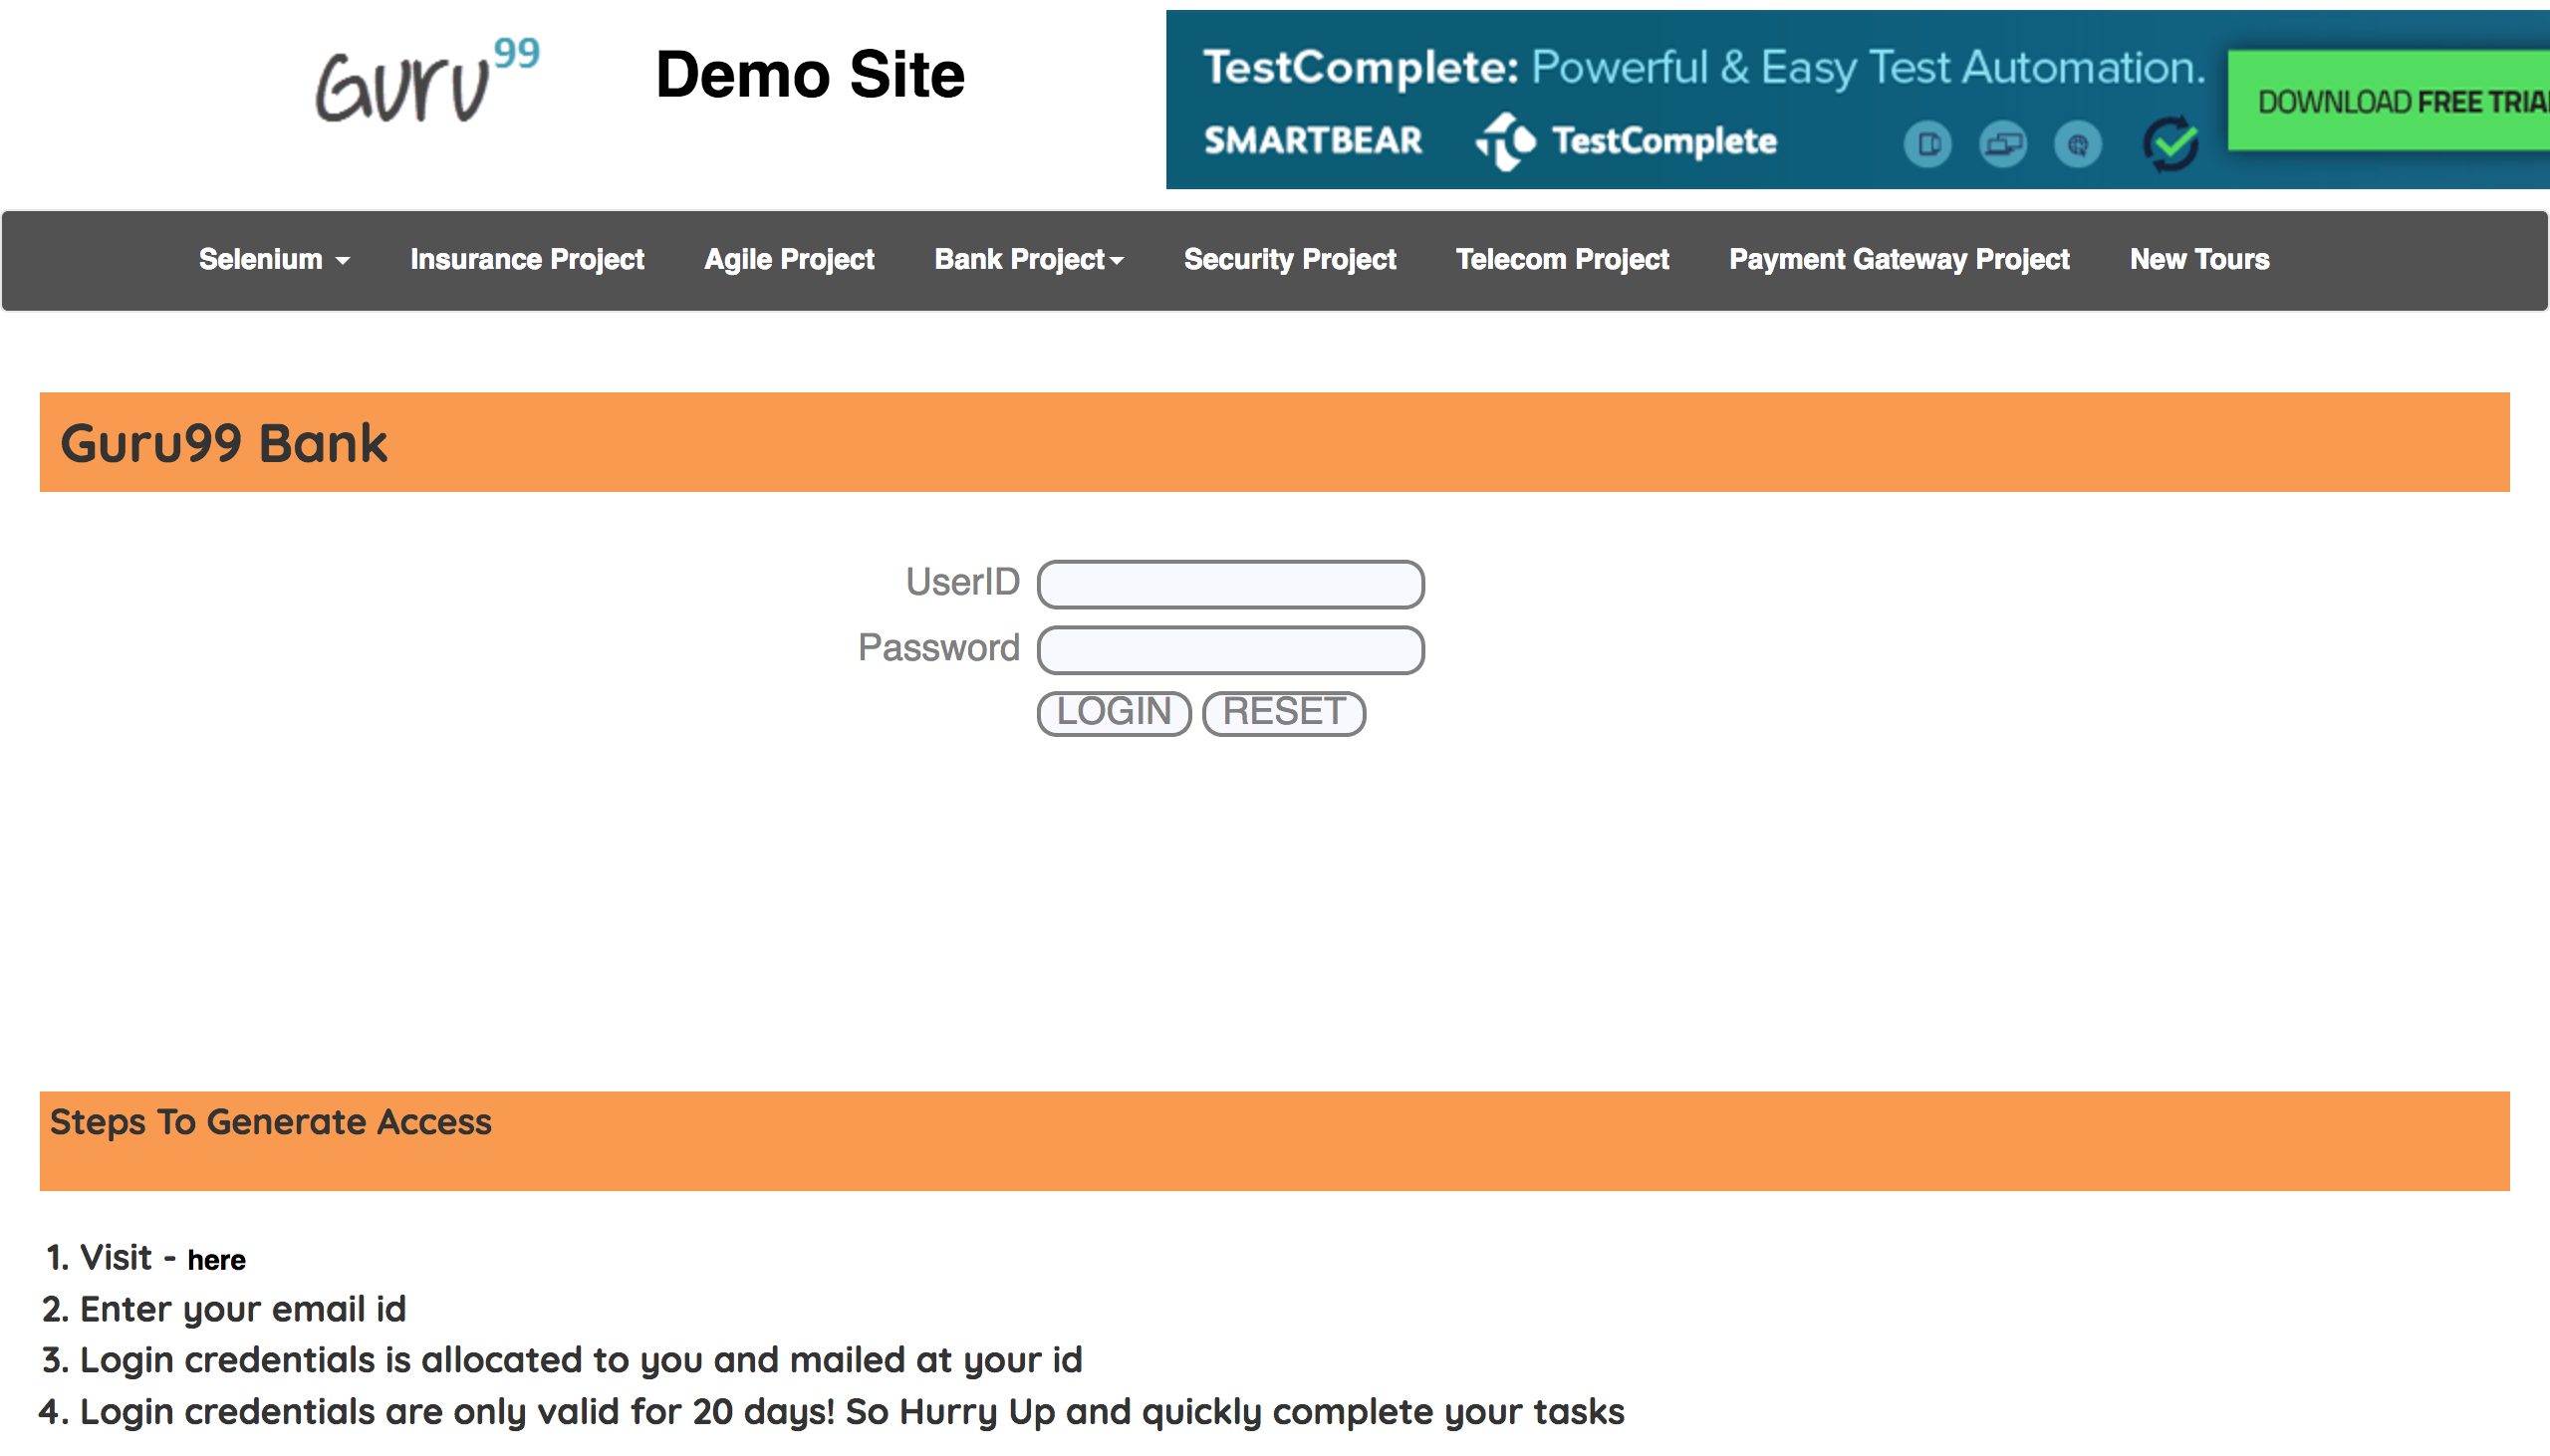 Guru99
Demo Site
TestComplete: Powerful & Easy Test Automation.
SMARTBEAR TestComplete
DOWNLOAD FREE TRIA
Selenium Insurance Project Agile Project Bank Project Security Project Telecom Project Payment Gateway Project New Tours
Guru99 Bank
UserID
Password
LOGIN RESET
Steps To Generate Access
1. Visit - here
2. Enter your email id
3. Login credentials is allocated to you and mailed at your id
4. Login credentials are only valid for 20 days! So Hurry Up and quickly complete your tasks